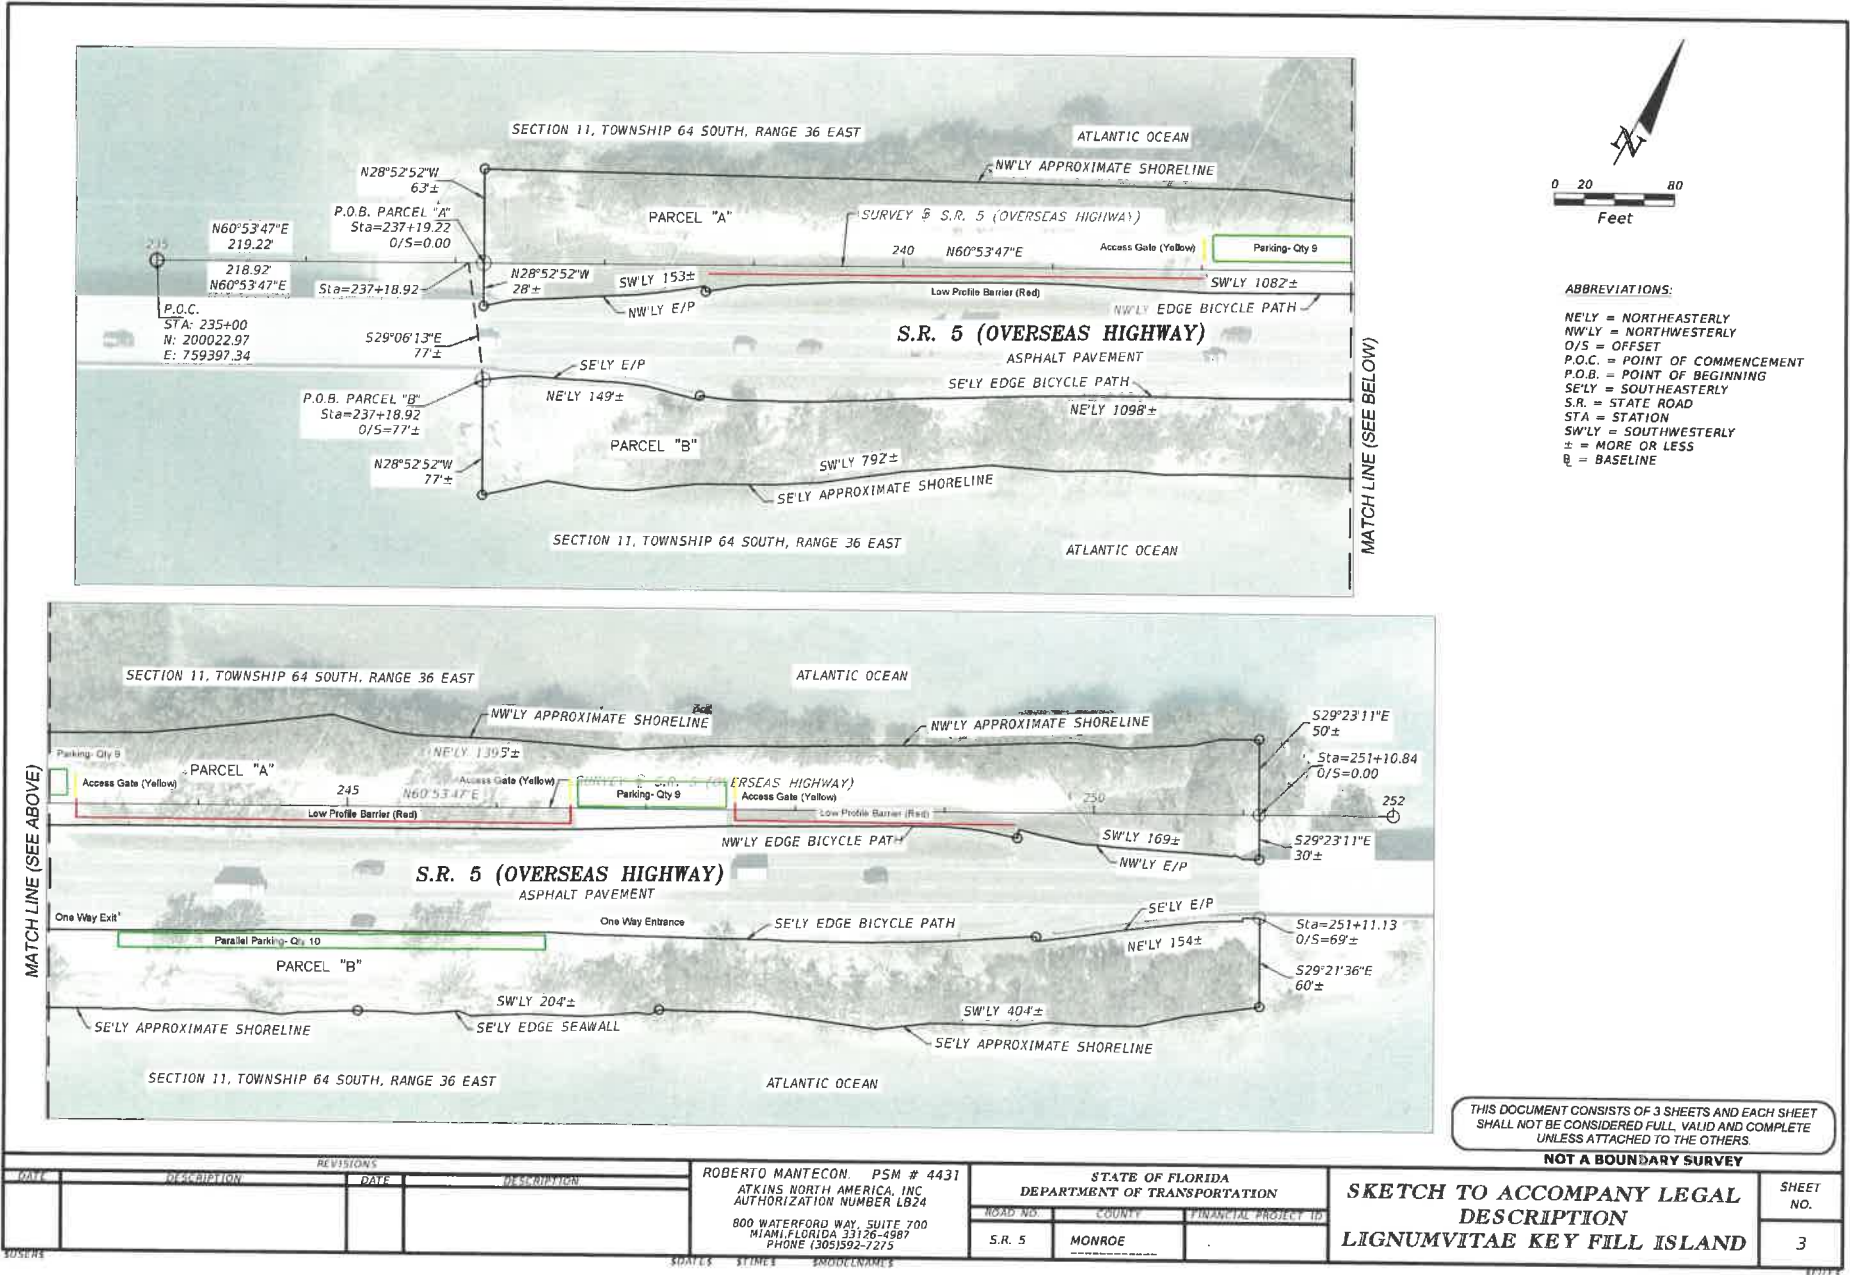 SECTION 11, TOWNSHIP 64 SOUTH, RANGE 36 EAST
ATLANTIC OCEAN
N28°52'52"W
63'±
NW'LY APPROXIMATE SHORELINE
P.O.B. PARCEL "A"
Sta=237+19.22
O/S=0.00
PARCEL "A"
SURVEY B S.R. 5 (OVERSEAS HIGHWAY)
N60°53'47"E
219.22'
235
218.92'
N60°53'47"E
240
N60°53'47"E
Access Gate (Yellow)
Parking- Qty 9
Sta=237+18.92
N28°52'52"W
28'±
SW'LY 153'±
NW'LY E/P
Low Profile Barrier (Red)
SW'LY 1082'±
NW'LY EDGE BICYCLE PATH
P.O.C.
STA: 235+00
N: 200022.97
E: 759397.34
S29°06'13"E
77'±
S.R. 5 (OVERSEAS HIGHWAY)
ASPHALT PAVEMENT
SE'LY E/P
SE'LY EDGE BICYCLE PATH
P.O.B. PARCEL "B"
Sta=237+18.92
O/S=77'±
NE'LY 149'±
NE'LY 1098'±
PARCEL "B"
N28°52'52"W
77'±
SW'LY 792'±
SE'LY APPROXIMATE SHORELINE
SECTION 11, TOWNSHIP 64 SOUTH, RANGE 36 EAST
ATLANTIC OCEAN
MATCH LINE (SEE BELOW)
N
0 20 80
Feet
ABBREVIATIONS:
NE'LY = NORTHEASTERLY
NW'LY = NORTHWESTERLY
O/S = OFFSET
P.O.C. = POINT OF COMMENCEMENT
P.O.B. = POINT OF BEGINNING
SE'LY = SOUTHEASTERLY
S.R. = STATE ROAD
STA = STATION
SW'LY = SOUTHWESTERLY
± = MORE OR LESS
B = BASELINE
MATCH LINE (SEE ABOVE)
SECTION 11, TOWNSHIP 64 SOUTH, RANGE 36 EAST
ATLANTIC OCEAN
NW'LY APPROXIMATE SHORELINE
NW'LY APPROXIMATE SHORELINE
S29°23'11"E
50'±
Parking- Qty 9
NE'LY 1395'±
PARCEL "A"
Access Gate (Yellow)
245
N60°53'47"E
Access Gate (Yellow)
SURVEY B S.R. 5 (OVERSEAS HIGHWAY)
Parking- Qty 9
Access Gate (Yellow)
250
Sta=251+10.84
O/S=0.00
252
Low Profile Barrier (Red)
Low Profile Barrier (Red)
NW'LY EDGE BICYCLE PATH
SW'LY 169'±
NW'LY E/P
S29°23'11"E
30'±
S.R. 5 (OVERSEAS HIGHWAY)
ASPHALT PAVEMENT
One Way Exit
One Way Entrance
SE'LY EDGE BICYCLE PATH
SE'LY E/P
Parallel Parking- Qty 10
NE'LY 154'±
Sta=251+11.13
O/S=69'±
PARCEL "B"
S29°21'36"E
60'±
SW'LY 204'±
SW'LY 404'±
SE'LY APPROXIMATE SHORELINE
SE'LY EDGE SEAWALL
SE'LY APPROXIMATE SHORELINE
SECTION 11, TOWNSHIP 64 SOUTH, RANGE 36 EAST
ATLANTIC OCEAN
THIS DOCUMENT CONSISTS OF 3 SHEETS AND EACH SHEET
SHALL NOT BE CONSIDERED FULL, VALID AND COMPLETE
UNLESS ATTACHED TO THE OTHERS.
NOT A BOUNDARY SURVEY
REVISIONS
DATE DESCRIPTION DATE DESCRIPTION
ROBERTO MANTECON. PSM # 4431
ATKINS NORTH AMERICA, INC
AUTHORIZATION NUMBER LB24
800 WATERFORD WAY, SUITE 700
MIAMI,FLORIDA 33126-4987
PHONE (305)592-7275
STATE OF FLORIDA
DEPARTMENT OF TRANSPORTATION
ROAD NO. COUNTY FINANCIAL PROJECT ID
S.R. 5 MONROE
SKETCH TO ACCOMPANY LEGAL
DESCRIPTION
LIGNUMVITAE KEY FILL ISLAND
SHEET
NO.
3
$USER$ $DATE$ $TIME$ $MODELNAME$